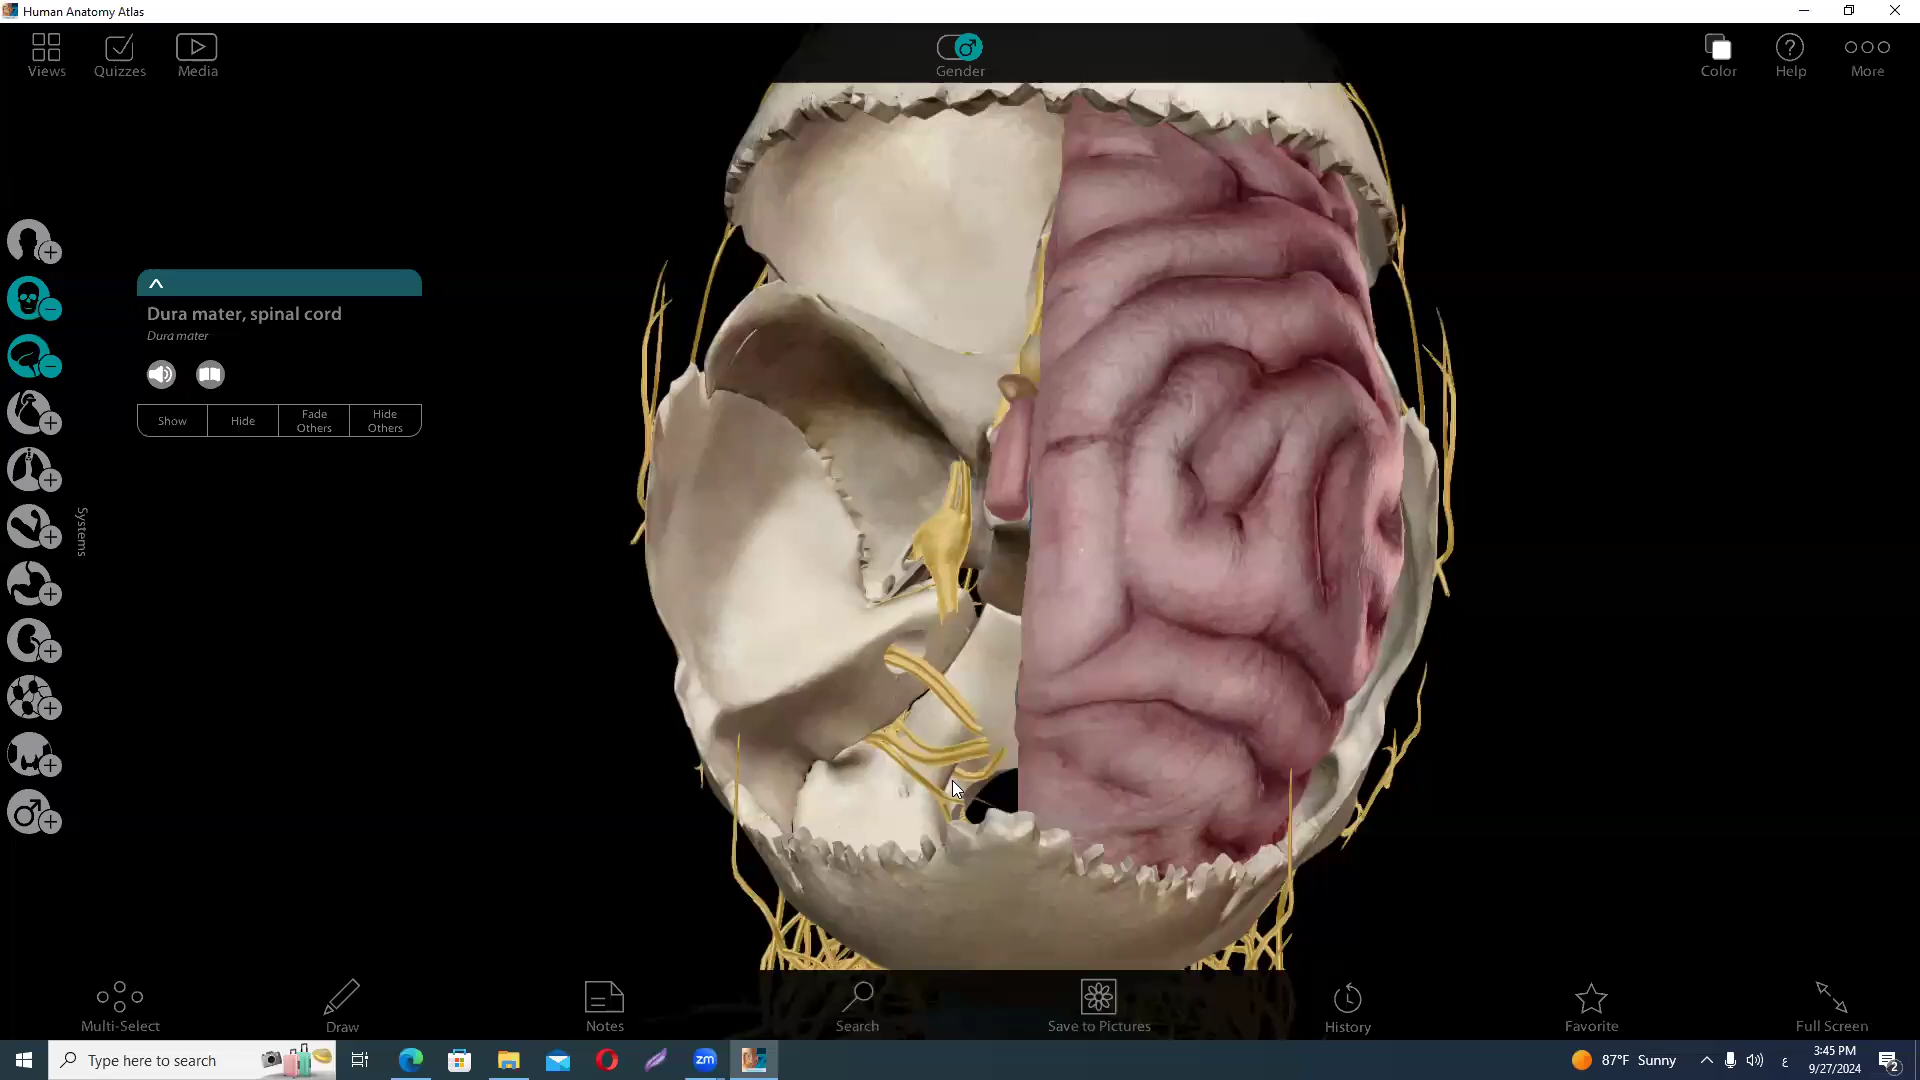 Human Anatomy Atlas
Views
Quizzes
Media
Gender
Color
Help
More
Dura mater, spinal cord
Dura mater
Show
Hide
Fade Others
Hide Others
Systems
Multi-Select
Draw
Notes
Search
Save to Pictures
History
Favorite
Full Screen
Type here to search
zm
87°F Sunny
ع
3:45 PM
9/27/2024
2